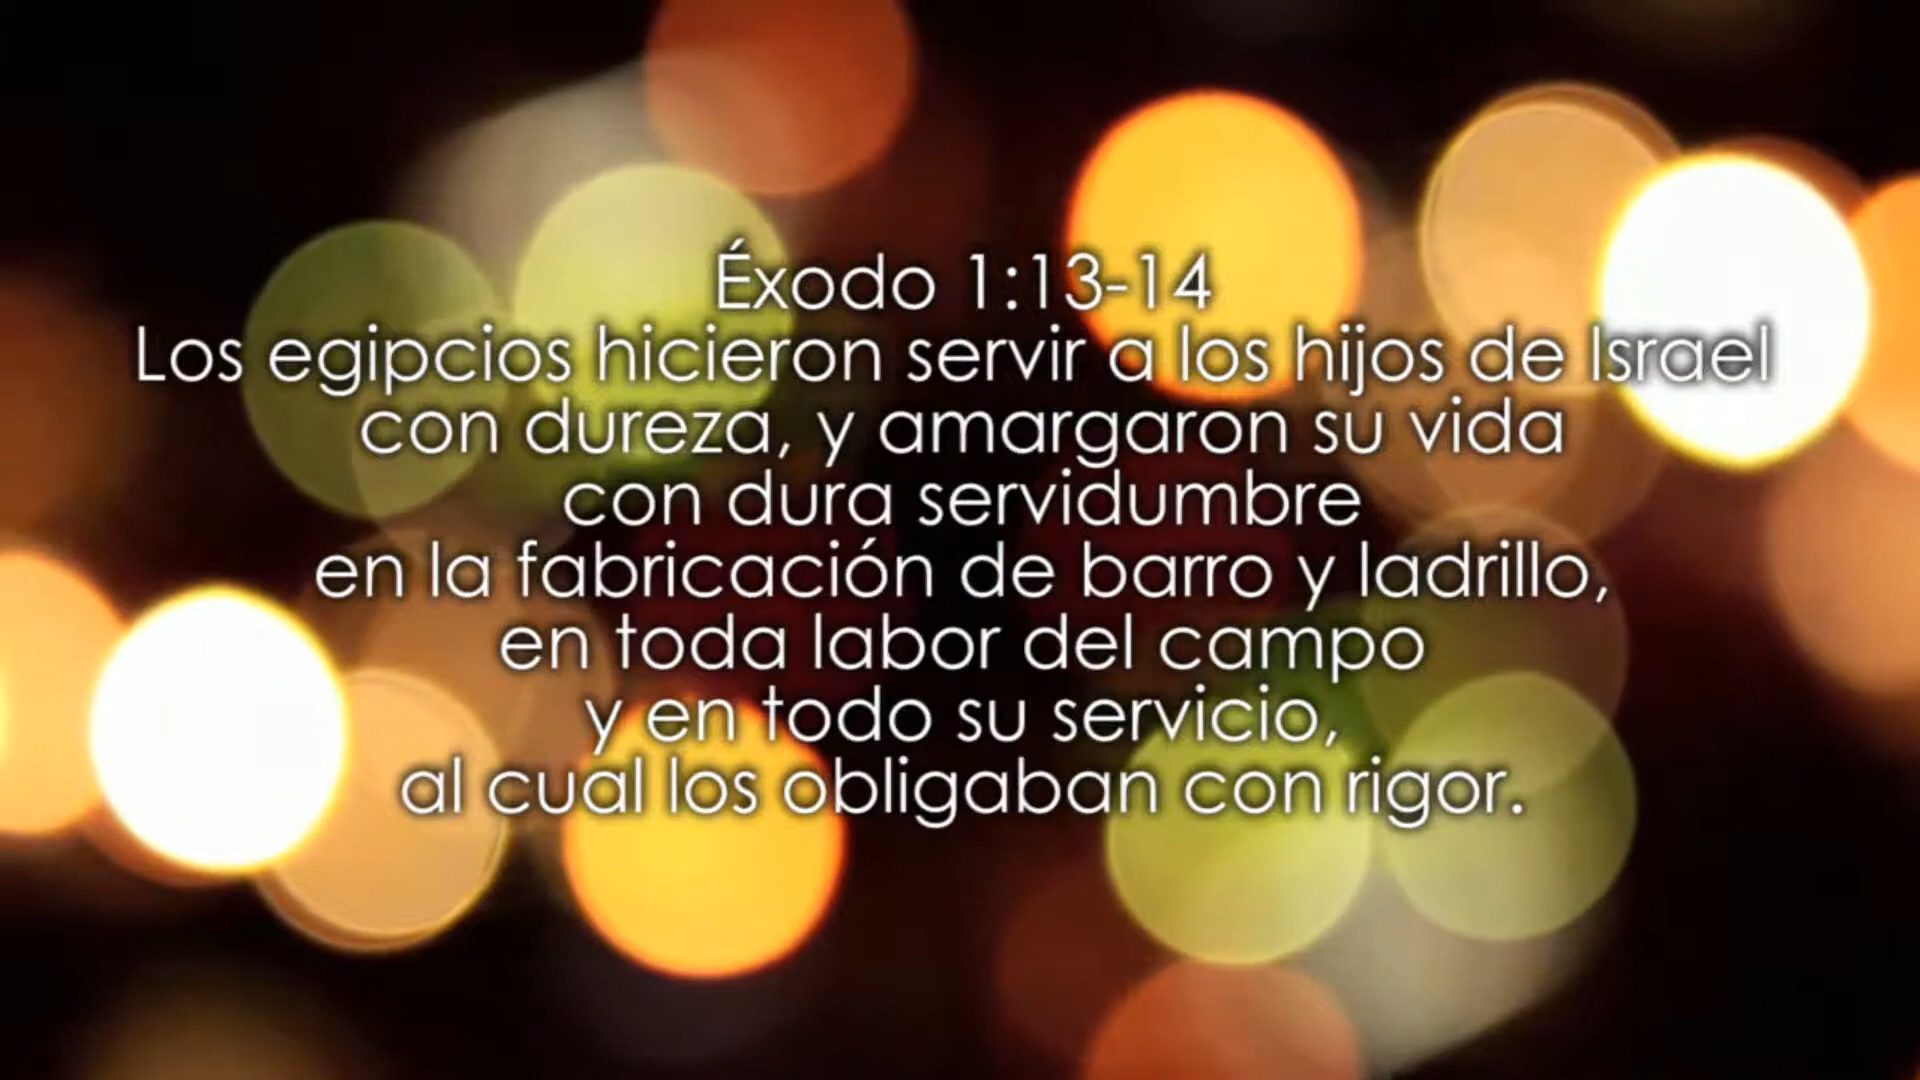 Éxodo 1:13-14
Los egipcios hicieron servir a los hijos de Israel
con dureza, y amargaron su vida
con dura servidumbre
en la fabricación de barro y ladrillo,
en toda labor del campo
y en todo su servicio,
al cual los obligaban con rigor.